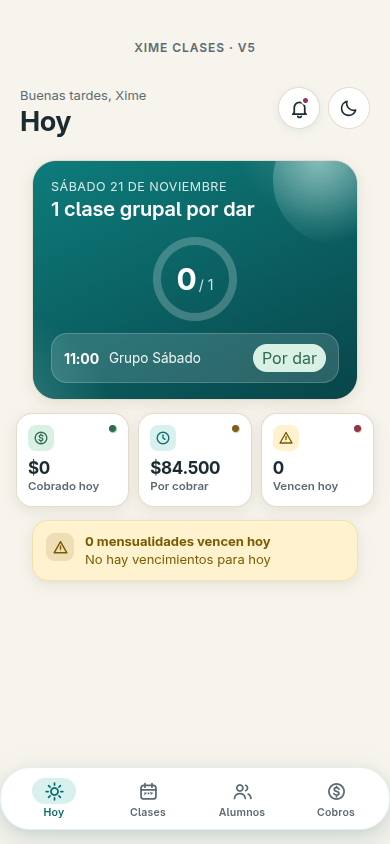 XIME CLASES · V5
Buenas tardes, Xime
Hoy
SÁBADO 21 DE NOVIEMBRE
1 clase grupal por dar
0 / 1
11:00 Grupo Sábado Por dar
$0
Cobrado hoy
$84.500
Por cobrar
0
Vencen hoy
0 mensualidades vencen hoy
No hay vencimientos para hoy
Hoy
Clases
Alumnos
Cobros